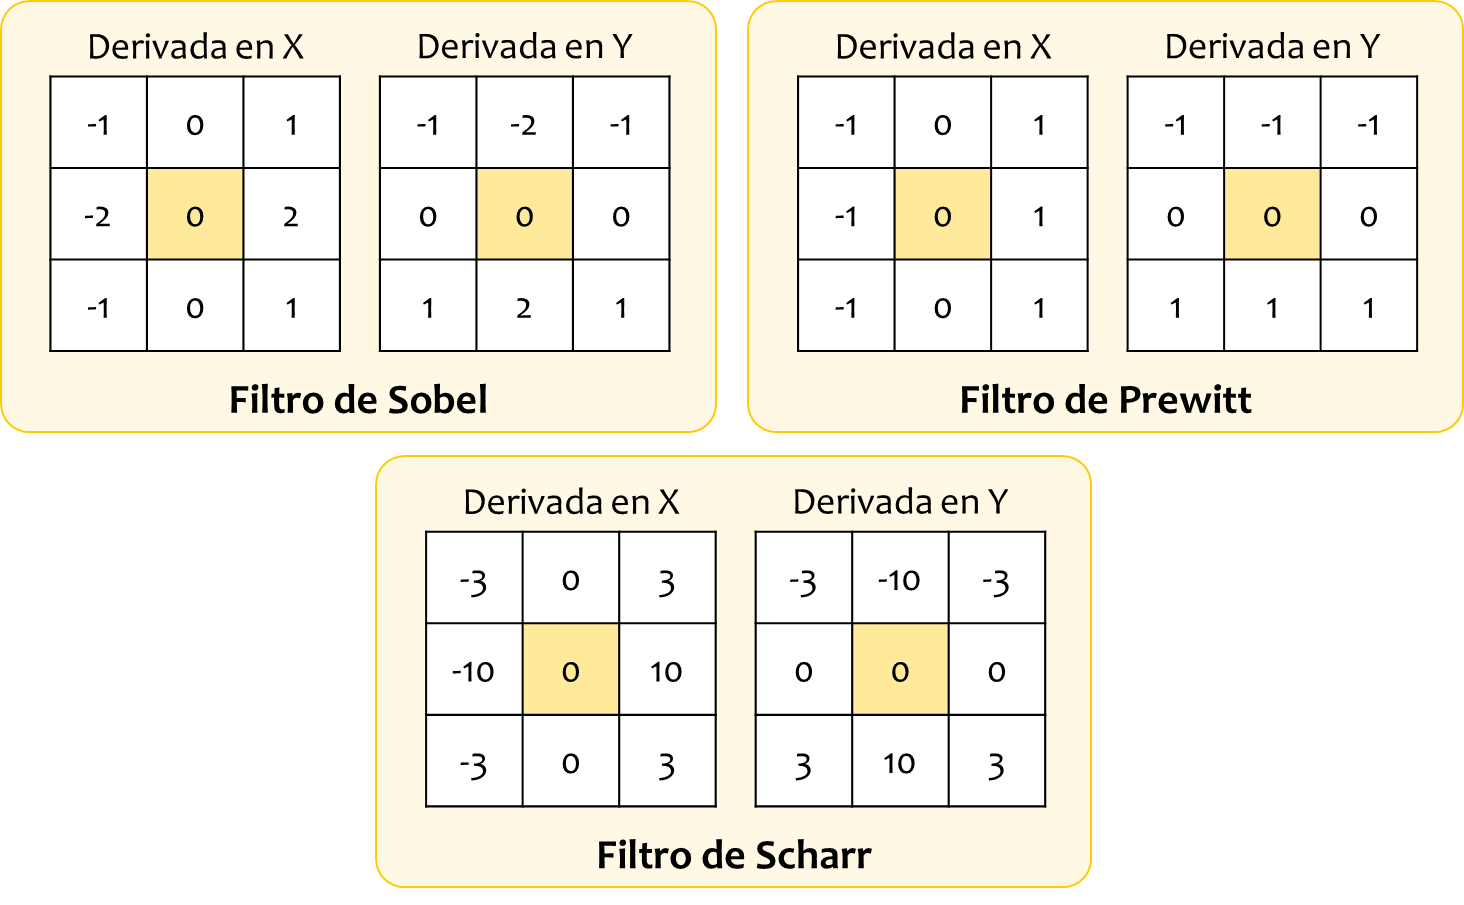 Derivada en X
-1 0 1
-2 0 2
-1 0 1
Derivada en Y
-1 -2 -1
0 0 0
1 2 1
Filtro de Sobel
Derivada en X
-1 0 1
-1 0 1
-1 0 1
Derivada en Y
-1 -1 -1
0 0 0
1 1 1
Filtro de Prewitt
Derivada en X
-3 0 3
-10 0 10
-3 0 3
Derivada en Y
-3 -10 -3
0 0 0
3 10 3
Filtro de Scharr